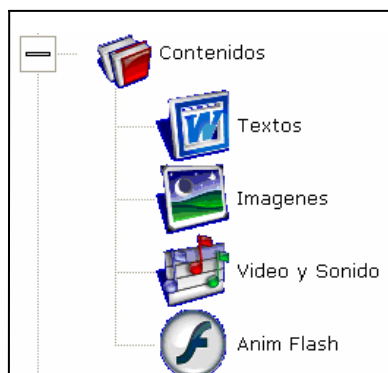 Contenidos
Textos
Imagenes
Video y Sonido
Anim Flash